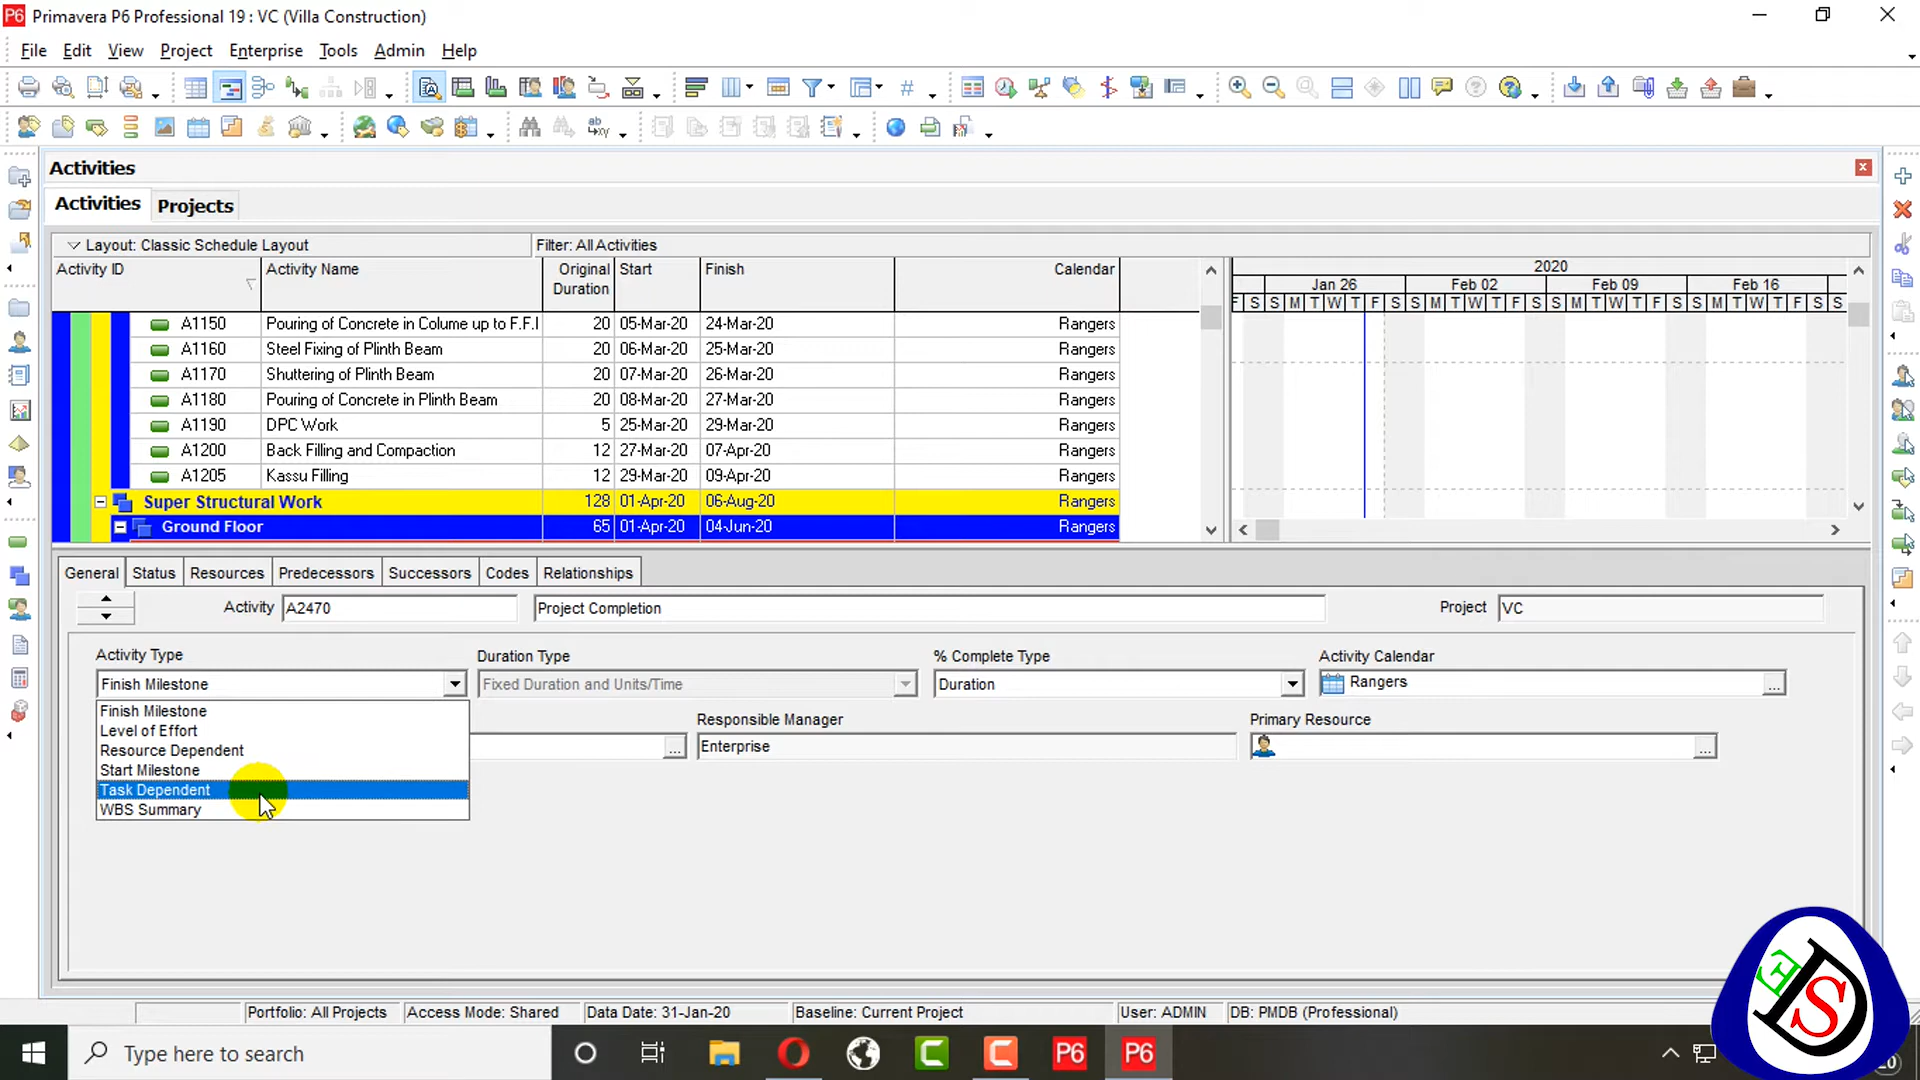 P6 Primavera P6 Professional 19 : VC (Villa Construction)
File Edit View Project Enterprise Tools Admin Help
Activities
Activities Projects
Layout: Classic Schedule Layout Filter: All Activities
Activity ID Activity Name Original Duration Start Finish Calendar
2020
Jan 26 Feb 02 Feb 09 Feb 16
F S S M T W T F S S M T W T F S S M T W T F S S M T W T F S S
A1150 Pouring of Concrete in Colume up to F.F.l 20 05-Mar-20 24-Mar-20 Rangers
A1160 Steel Fixing of Plinth Beam 20 06-Mar-20 25-Mar-20 Rangers
A1170 Shuttering of Plinth Beam 20 07-Mar-20 26-Mar-20 Rangers
A1180 Pouring of Concrete in Plinth Beam 20 08-Mar-20 27-Mar-20 Rangers
A1190 DPC Work 5 25-Mar-20 29-Mar-20 Rangers
A1200 Back Filling and Compaction 12 27-Mar-20 07-Apr-20 Rangers
A1205 Kassu Filling 12 29-Mar-20 09-Apr-20 Rangers
Super Structural Work 128 01-Apr-20 06-Aug-20 Rangers
Ground Floor 65 01-Apr-20 04-Jun-20 Rangers
General Status Resources Predecessors Successors Codes Relationships
Activity A2470 Project Completion Project VC
Activity Type Duration Type % Complete Type Activity Calendar
Finish Milestone Fixed Duration and Units/Time Duration Rangers
Finish Milestone
Level of Effort
Resource Dependent
Start Milestone
Task Dependent
WBS Summary
Responsible Manager Primary Resource
Enterprise
Portfolio: All Projects Access Mode: Shared Data Date: 31-Jan-20 Baseline: Current Project User: ADMIN DB: PMDB (Professional)
Type here to search
P6 P6